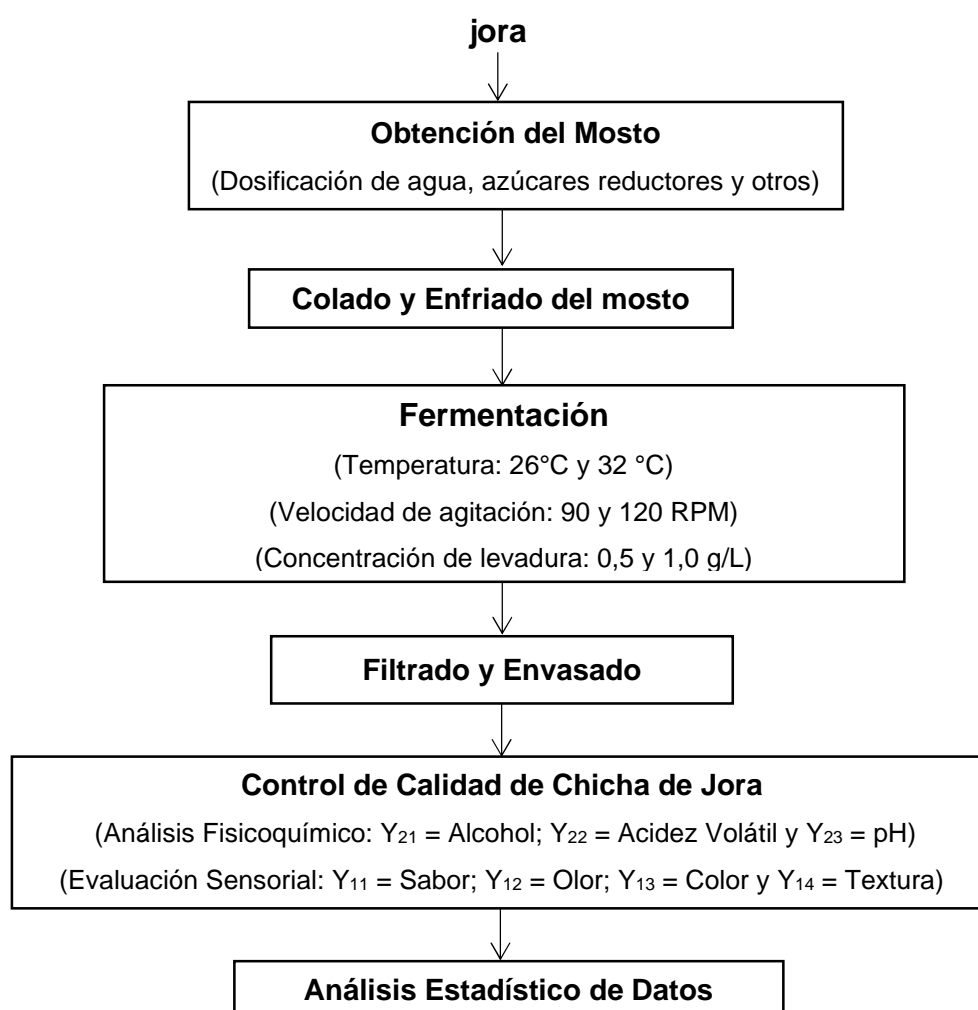 jora
Obtención del Mosto
(Dosificación de agua, azúcares reductores y otros)
Colado y Enfriado del mosto
Fermentación
(Temperatura: 26°C y 32 °C)
(Velocidad de agitación: 90 y 120 RPM)
(Concentración de levadura: 0,5 y 1,0 g/L)
Filtrado y Envasado
Control de Calidad de Chicha de Jora
(Análisis Fisicoquímico: Y₂₁ = Alcohol; Y₂₂ = Acidez Volátil y Y₂₃ = pH)
(Evaluación Sensorial: Y₁₁ = Sabor; Y₁₂ = Olor; Y₁₃ = Color y Y₁₄ = Textura)
Análisis Estadístico de Datos